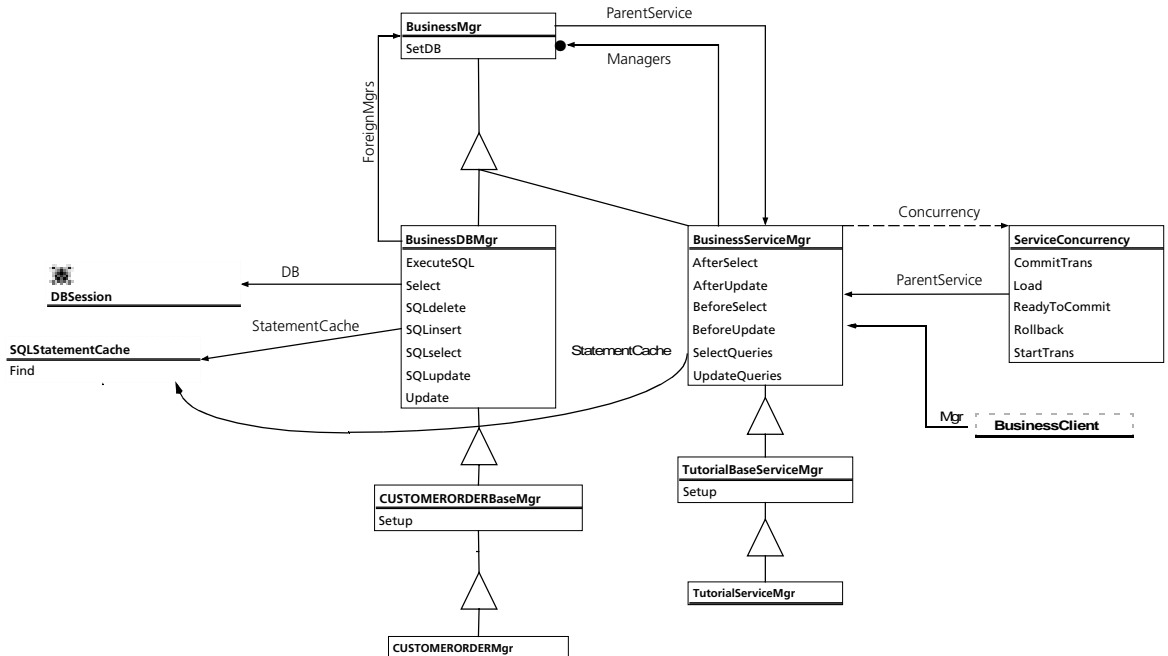 ParentService
BusinessMgr
SetDB
Managers
ForeignMgrs
Concurrency
BusinessDBMgr
ExecuteSQL
Select
SQLdelete
SQLinsert
SQLselect
SQLupdate
Update
BusinessServiceMgr
AfterSelect
AfterUpdate
BeforeSelect
BeforeUpdate
SelectQueries
UpdateQueries
ServiceConcurrency
CommitTrans
Load
ReadyToCommit
Rollback
StartTrans
ParentService
DB
DBSession
StatementCache
SQLStatementCache
Find
StatementCache
Mgr
BusinessClient
TutorialBaseServiceMgr
Setup
CUSTOMERORDERBaseMgr
Setup
TutorialServiceMgr
CUSTOMERORDERMgr